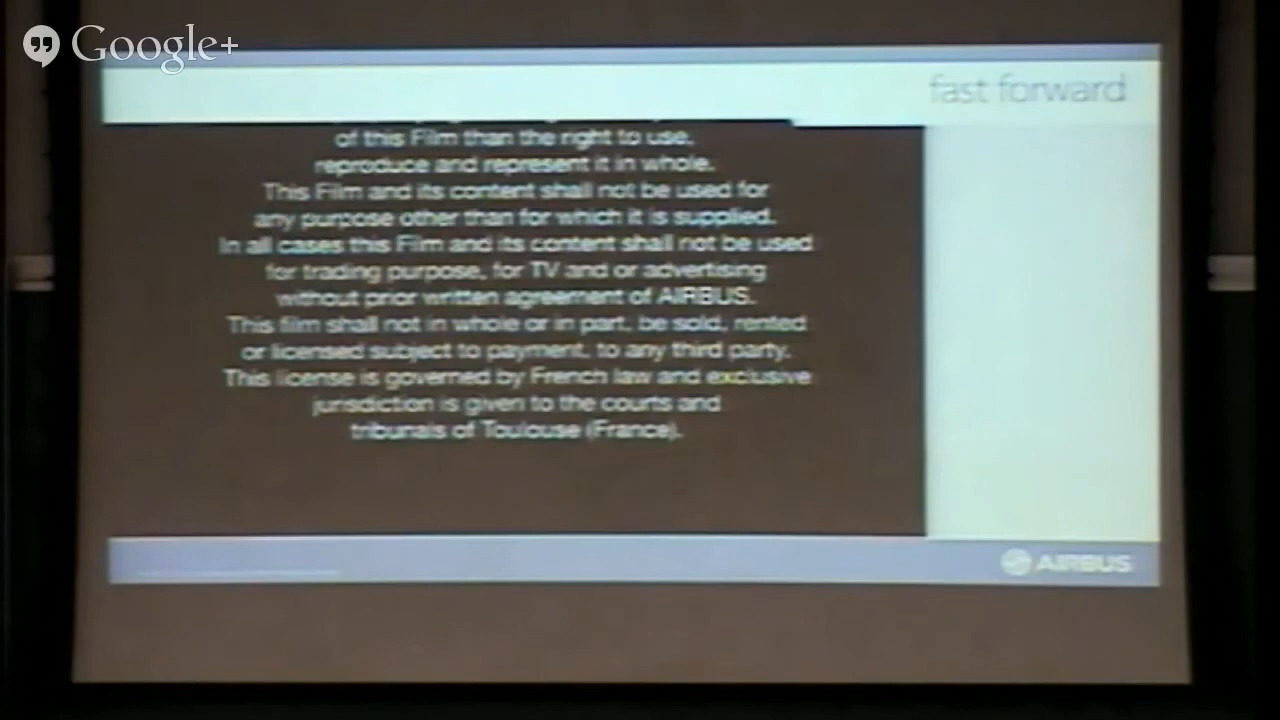 Google+
fast forward
of this Film than the right to use,
reproduce and represent it in whole.
This Film and its content shall not be used for
any purpose other than for which it is supplied.
In all cases this Film and its content shall not be used
for trading purpose, for TV and or advertising
without prior written agreement of AIRBUS.
This film shall not in whole or in part, be sold, rented
or licensed subject to payment, to any third party.
This license is governed by French law and exclusive
jurisdiction is given to the courts and
tribunals of Toulouse (France).
AIRBUS